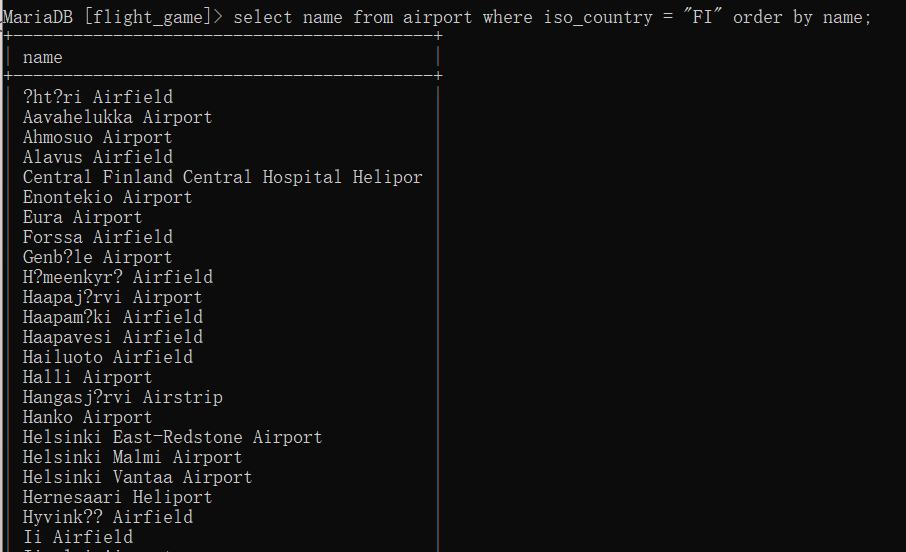 MariaDB [flight_game]> select name from airport where iso_country = "FI" order by name;
name
?ht?ri Airfield
Aavahelukka Airport
Ahmosuo Airport
Alavus Airfield
Central Finland Central Hospital Helipor
Enontekio Airport
Eura Airport
Forssa Airfield
Genb?le Airport
H?meenkyr? Airfield
Haapaj?rvi Airport
Haapam?ki Airfield
Haapavesi Airfield
Hailuoto Airfield
Halli Airport
Hangasj?rvi Airstrip
Hanko Airport
Helsinki East-Redstone Airport
Helsinki Malmi Airport
Helsinki Vantaa Airport
Hernesaari Heliport
Hyvink?? Airfield
Ii Airfield